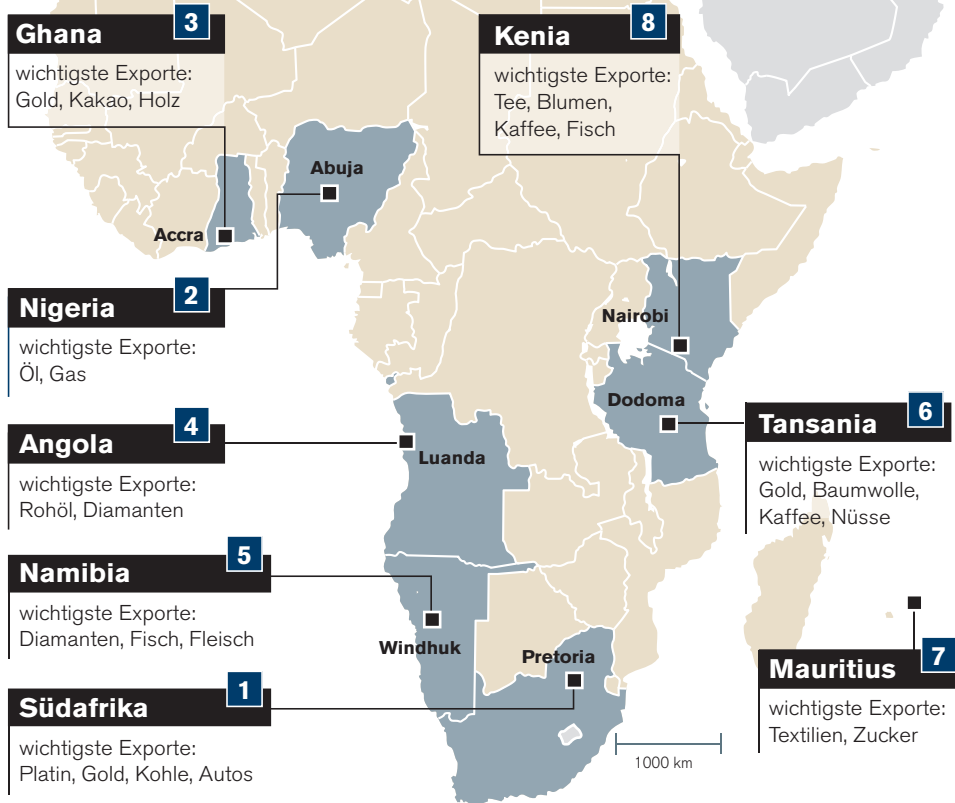 3
Ghana
wichtigste Exporte:
Gold, Kakao, Holz
8
Kenia
wichtigste Exporte:
Tee, Blumen,
Kaffee, Fisch
Abuja
Accra
2
Nigeria
wichtigste Exporte:
Öl, Gas
Nairobi
Dodoma
6
Tansania
wichtigste Exporte:
Gold, Baumwolle,
Kaffee, Nüsse
4
Angola
wichtigste Exporte:
Rohöl, Diamanten
Luanda
5
Namibia
wichtigste Exporte:
Diamanten, Fisch, Fleisch
Windhuk
Pretoria
7
Mauritius
wichtigste Exporte:
Textilien, Zucker
1
Südafrika
wichtigste Exporte:
Platin, Gold, Kohle, Autos
1000 km